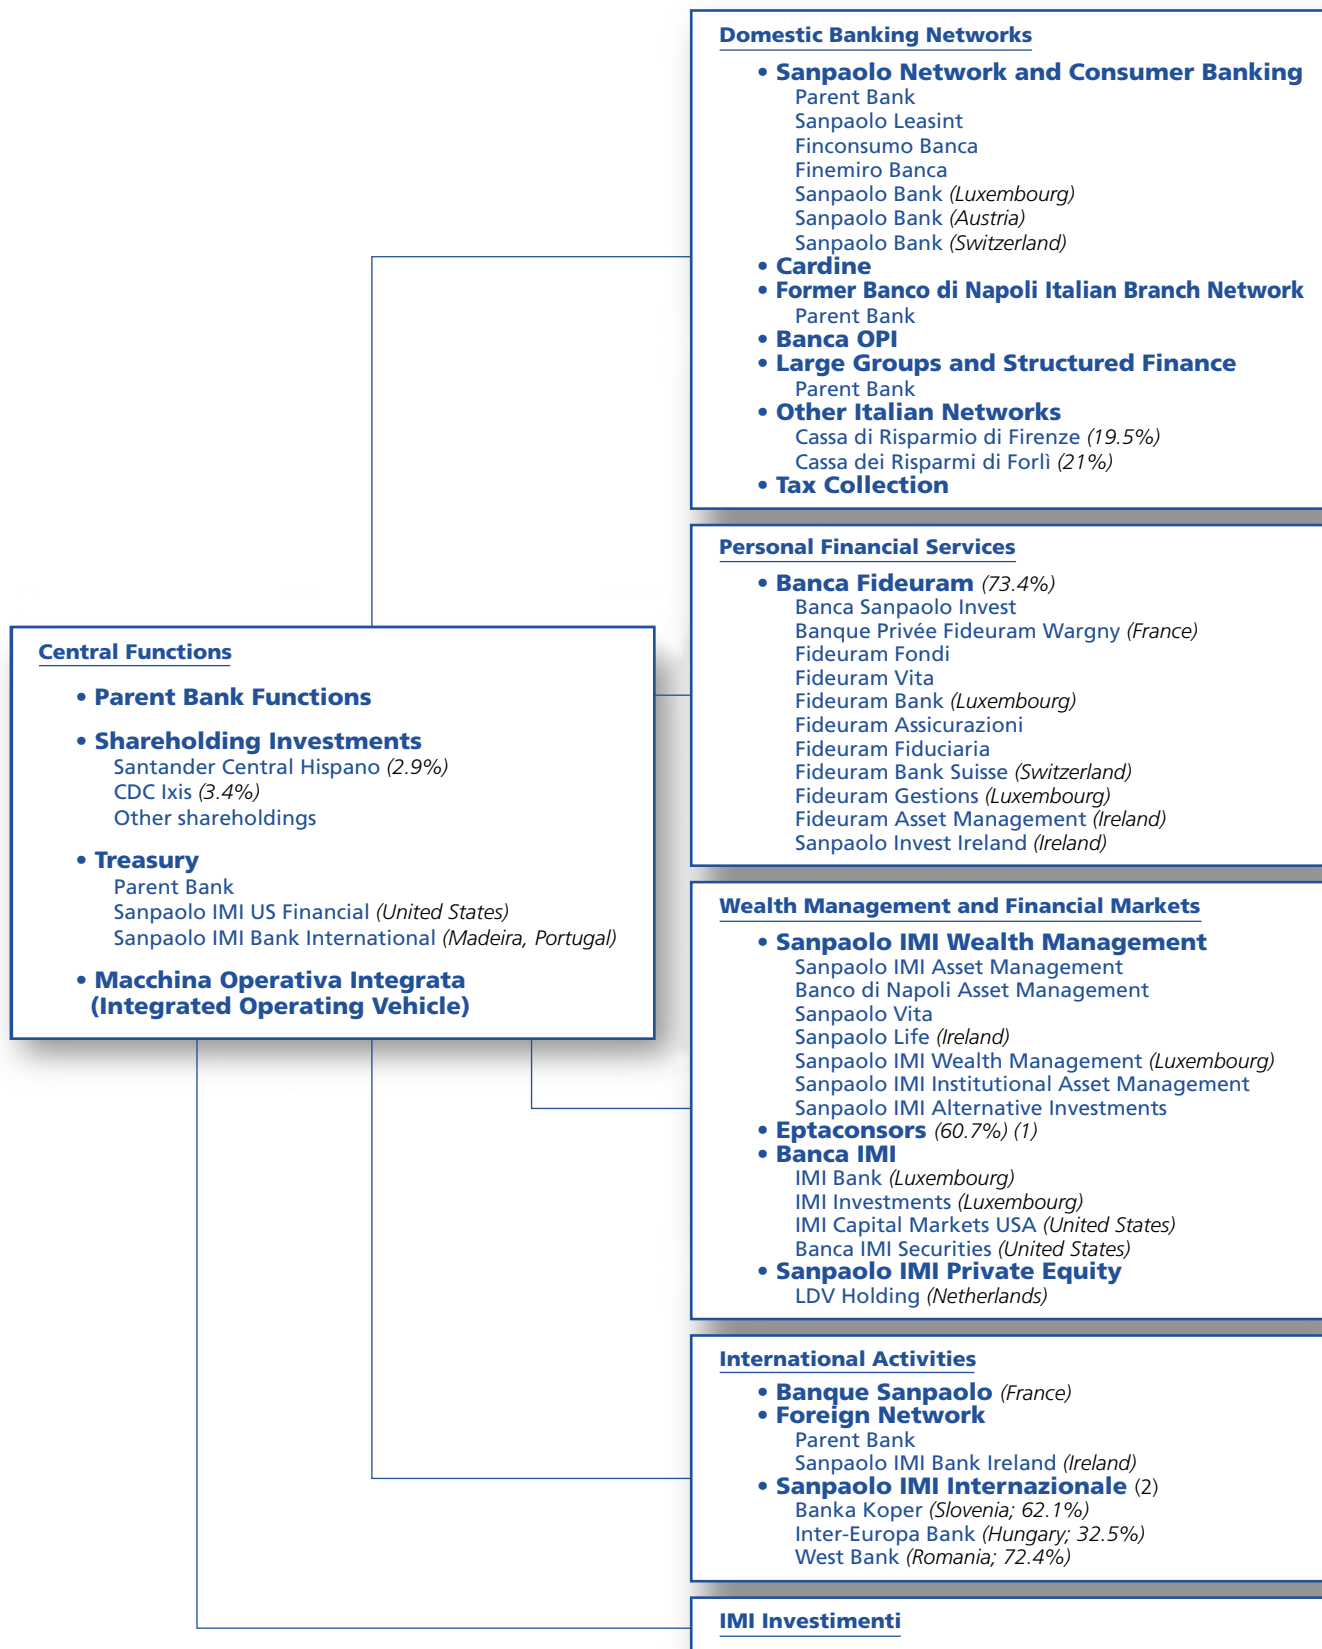 Domestic Banking Networks
• Sanpaolo Network and Consumer Banking
Parent Bank
Sanpaolo Leasint
Finconsumo Banca
Finemiro Banca
Sanpaolo Bank (Luxembourg)
Sanpaolo Bank (Austria)
Sanpaolo Bank (Switzerland)
• Cardine
• Former Banco di Napoli Italian Branch Network
Parent Bank
• Banca OPI
• Large Groups and Structured Finance
Parent Bank
• Other Italian Networks
Cassa di Risparmio di Firenze (19.5%)
Cassa dei Risparmi di Forlì (21%)
• Tax Collection
Personal Financial Services
• Banca Fideuram (73.4%)
Banca Sanpaolo Invest
Banque Privée Fideuram Wargny (France)
Fideuram Fondi
Fideuram Vita
Fideuram Bank (Luxembourg)
Fideuram Assicurazioni
Fideuram Fiduciaria
Fideuram Bank Suisse (Switzerland)
Fideuram Gestions (Luxembourg)
Fideuram Asset Management (Ireland)
Sanpaolo Invest Ireland (Ireland)
Central Functions
• Parent Bank Functions
• Shareholding Investments
Santander Central Hispano (2.9%)
CDC Ixis (3.4%)
Other shareholdings
• Treasury
Parent Bank
Sanpaolo IMI US Financial (United States)
Sanpaolo IMI Bank International (Madeira, Portugal)
• Macchina Operativa Integrata
(Integrated Operating Vehicle)
Wealth Management and Financial Markets
• Sanpaolo IMI Wealth Management
Sanpaolo IMI Asset Management
Banco di Napoli Asset Management
Sanpaolo Vita
Sanpaolo Life (Ireland)
Sanpaolo IMI Wealth Management (Luxembourg)
Sanpaolo IMI Institutional Asset Management
Sanpaolo IMI Alternative Investments
• Eptaconsors (60.7%) (1)
• Banca IMI
IMI Bank (Luxembourg)
IMI Investments (Luxembourg)
IMI Capital Markets USA (United States)
Banca IMI Securities (United States)
• Sanpaolo IMI Private Equity
LDV Holding (Netherlands)
International Activities
• Banque Sanpaolo (France)
• Foreign Network
Parent Bank
Sanpaolo IMI Bank Ireland (Ireland)
• Sanpaolo IMI Internazionale (2)
Banka Koper (Slovenia; 62.1%)
Inter-Europa Bank (Hungary; 32.5%)
West Bank (Romania; 72.4%)
IMI Investimenti